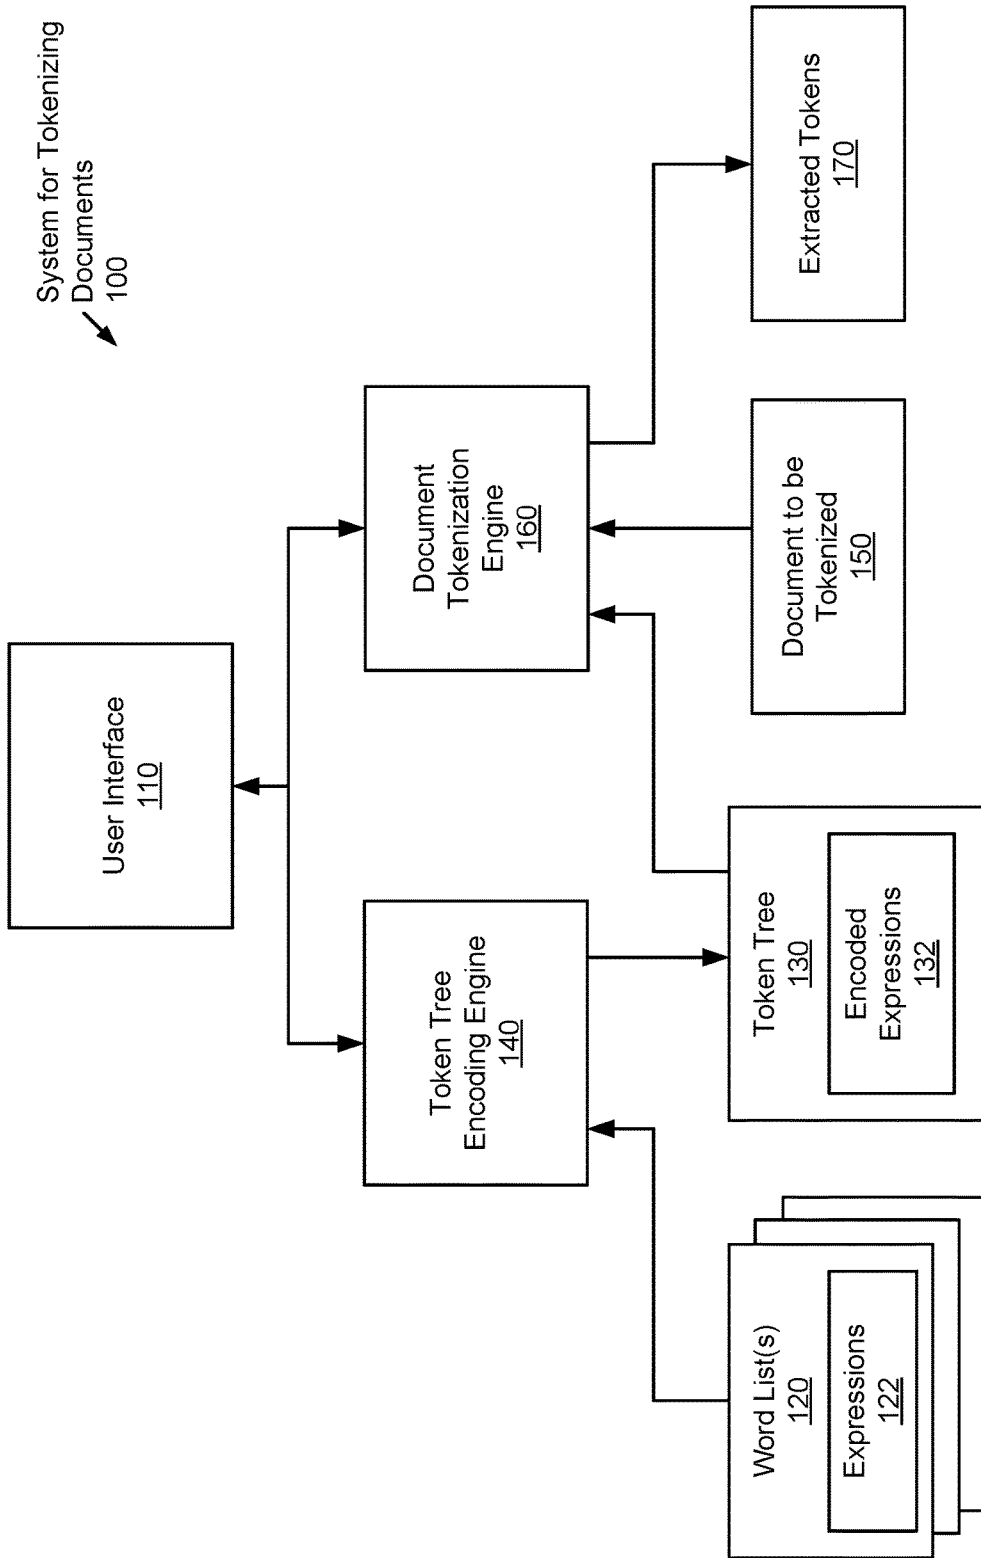 System for Tokenizing
Documents
100
User Interface
110
Token Tree
Encoding Engine
140
Document
Tokenization
Engine
160
Word List(s)
120
Expressions
122
Token Tree
130
Encoded
Expressions
132
Document to be
Tokenized
150
Extracted Tokens
170